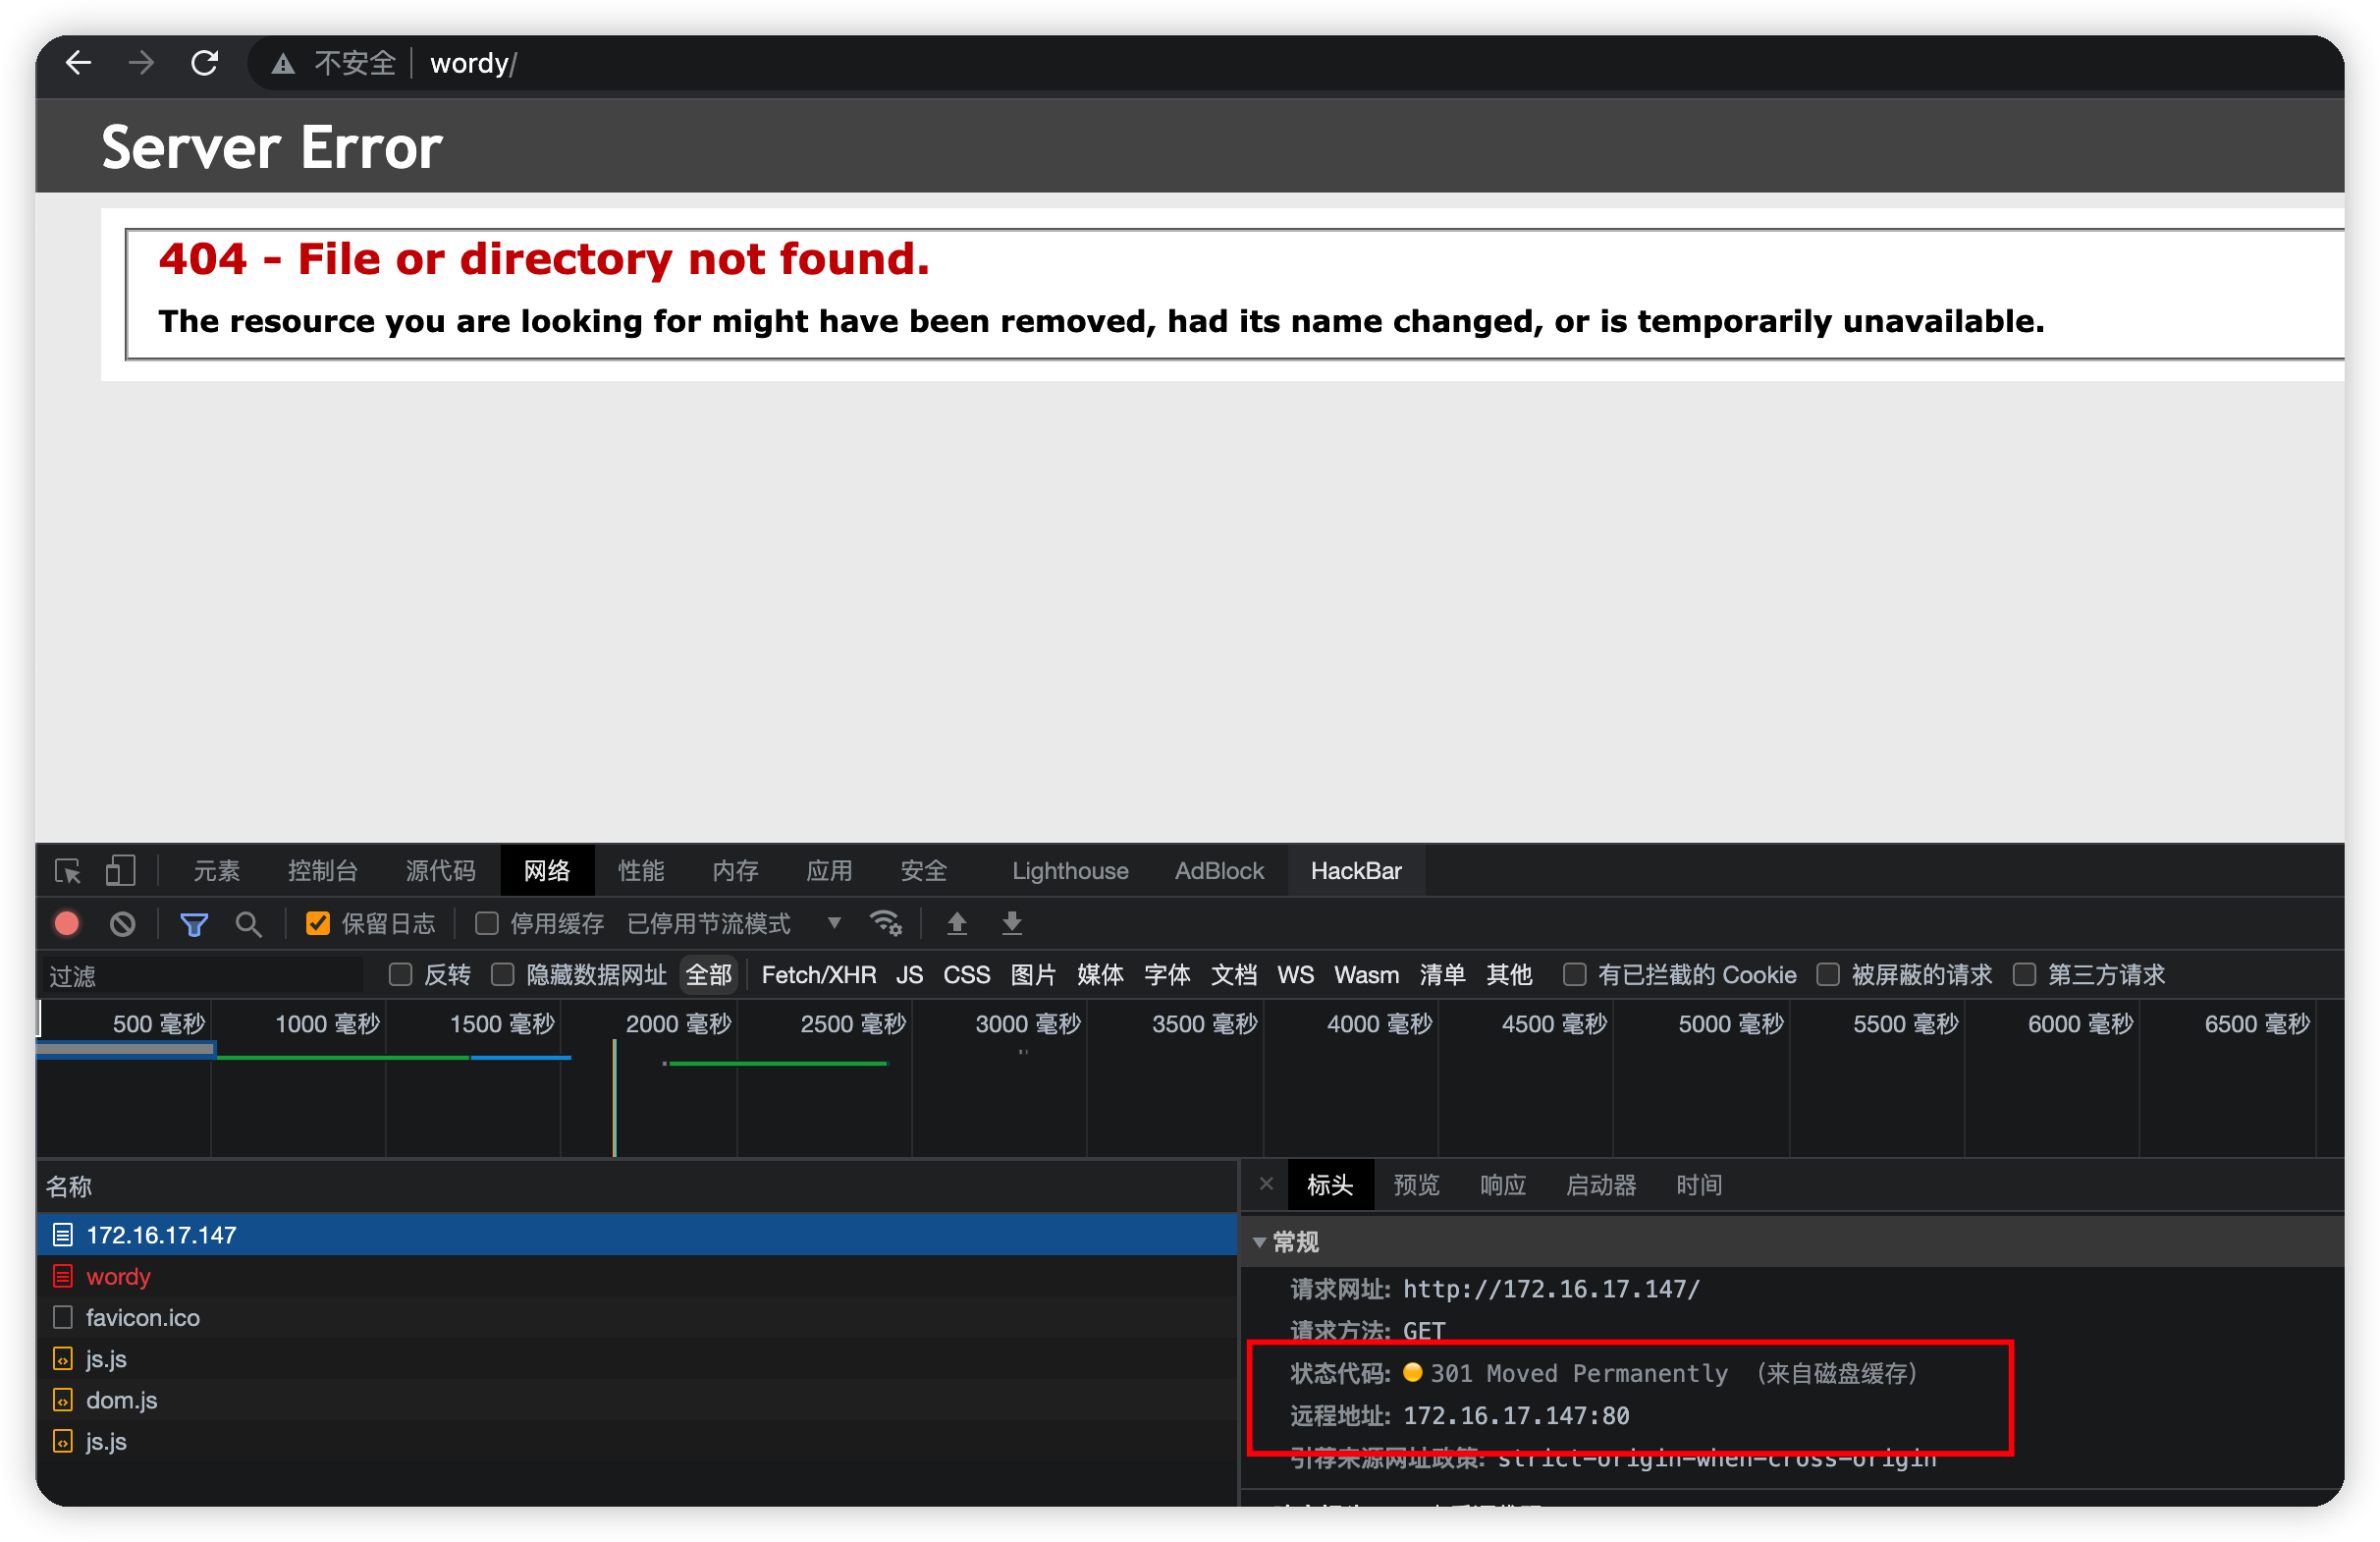 不安全 wordy/
Server Error
404 - File or directory not found.
The resource you are looking for might have been removed, had its name changed, or is temporarily unavailable.
元素 控制台 源代码 网络 性能 内存 应用 安全 Lighthouse AdBlock HackBar
保留日志 停用缓存 已停用节流模式
过滤 反转 隐藏数据网址 全部 Fetch/XHR JS CSS 图片 媒体 字体 文档 WS Wasm 清单 其他 有已拦截的 Cookie 被屏蔽的请求 第三方请求
500 毫秒 1000 毫秒 1500 毫秒 2000 毫秒 2500 毫秒 3000 毫秒 3500 毫秒 4000 毫秒 4500 毫秒 5000 毫秒 5500 毫秒 6000 毫秒 6500 毫秒
名称
172.16.17.147
wordy
favicon.ico
js.js
dom.js
js.js
标头 预览 响应 启动器 时间
常规
请求网址: http://172.16.17.147/
请求方法: GET
状态代码: 301 Moved Permanently （来自磁盘缓存）
远程地址: 172.16.17.147:80
引荐来源网址政策: strict-origin-when-cross-origin